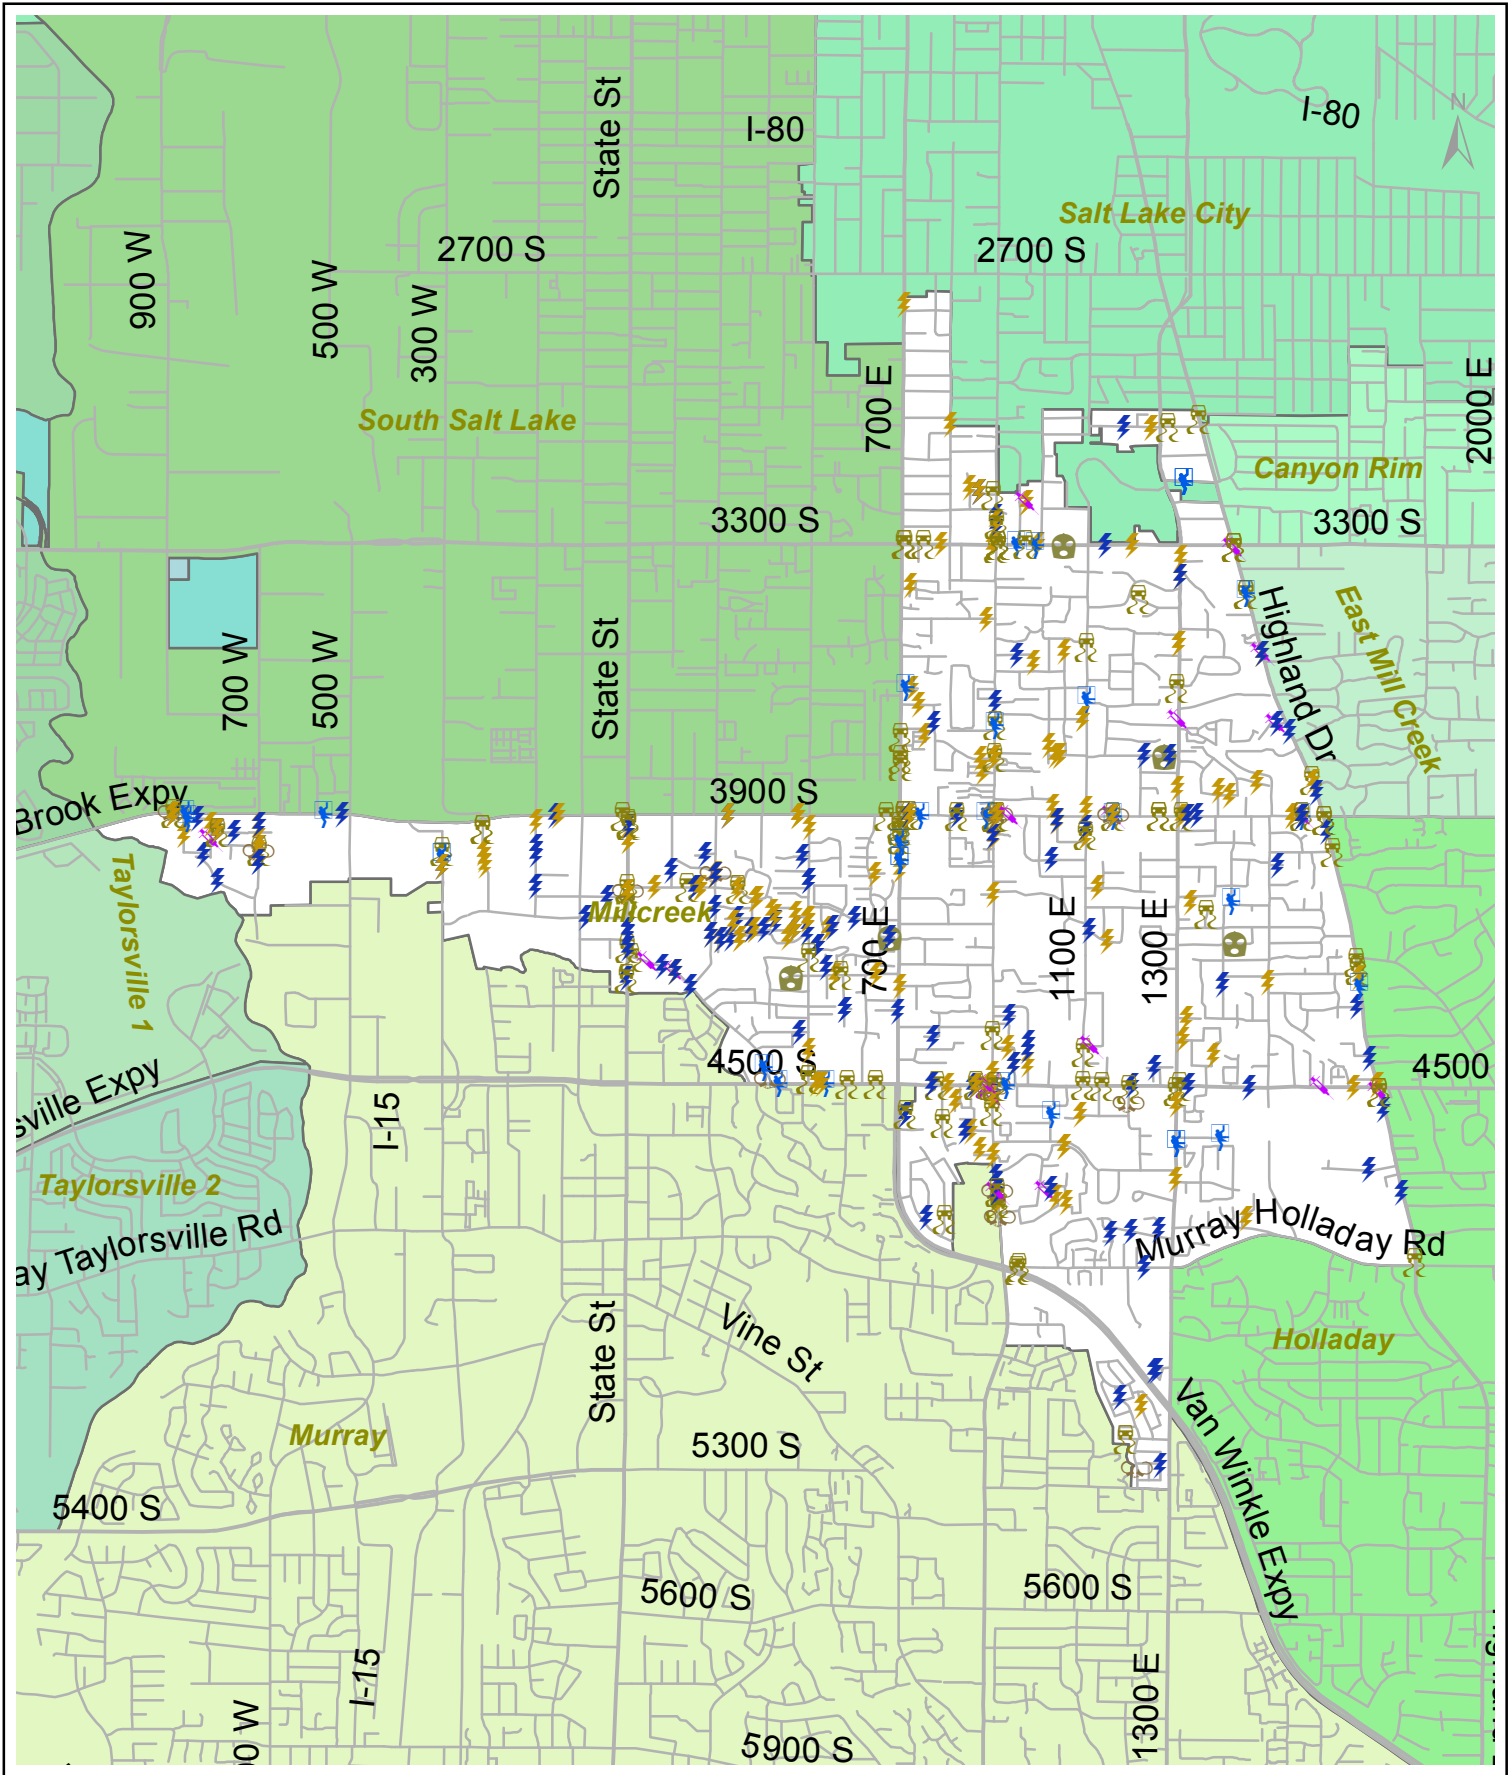 State St
I-80
I-80
N
Salt Lake City
900 W
2700 S
2700 S
500 W
300 W
700 E
2000 E
South Salt Lake
Canyon Rim
3300 S
3300 S
Highland Dr
East Mill Creek
700 W
500 W
State St
3900 S
Brook Expy
Taylorsville 1
Millcreek
700 E
1100 E
1300 E
4500 S
4500
sville Expy
I-15
Taylorsville 2
ay Taylorsville Rd
Murray Holladay Rd
State St
Vine St
Holladay
Van Winkle Expy
Murray
5300 S
5400 S
5600 S
5600 S
I-15
1300 E
00 W
5900 S